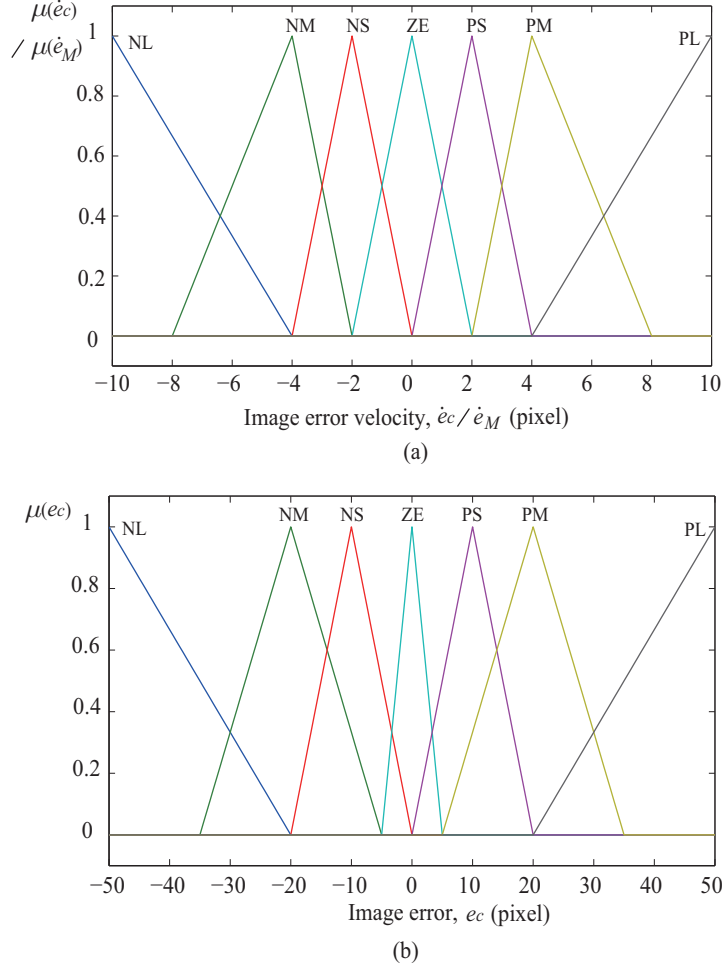 μ(ėc)
/ μ(ėM)
NL NM NS ZE PS PM PL
1
0.8
0.6
0.4
0.2
0
−10 −8 −6 −4 −2 0 2 4 6 8 10
Image error velocity, ėc / ėM (pixel)
(a)
μ(ec)
NL NM NS ZE PS PM PL
1
0.8
0.6
0.4
0.2
0
−50 −40 −30 −20 −10 0 10 20 30 40 50
Image error, ec (pixel)
(b)